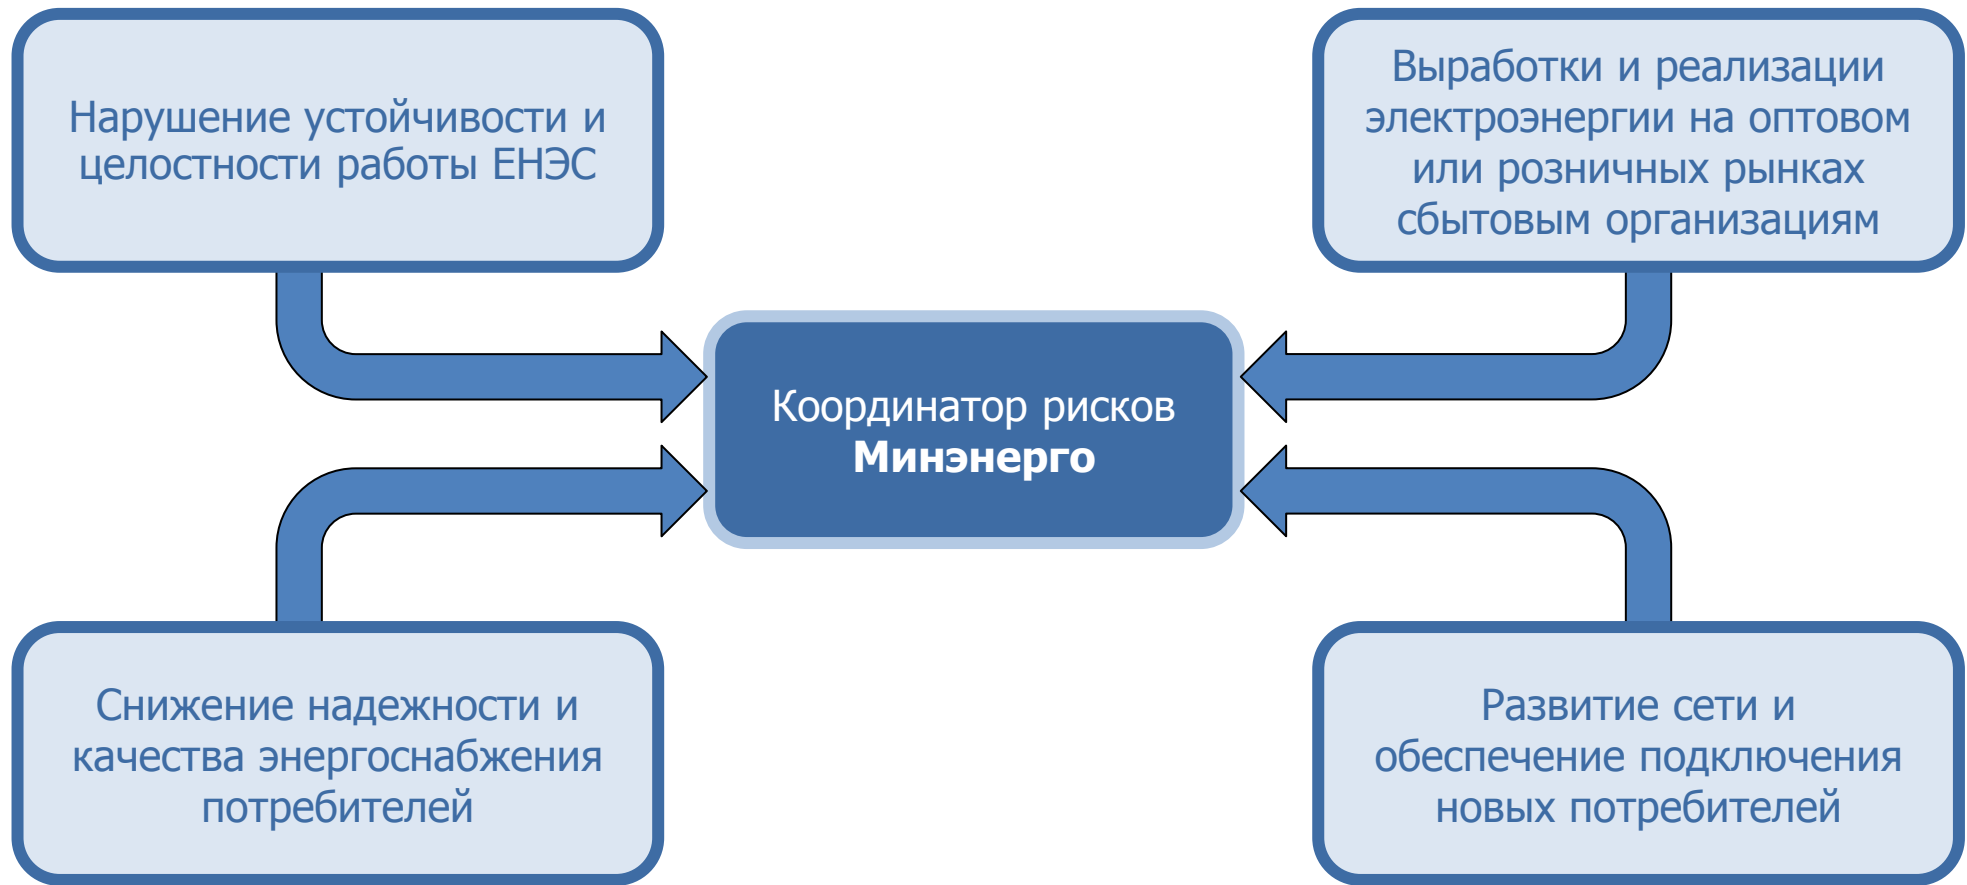 Нарушение устойчивости и
целостности работы ЕНЭС
Выработки и реализации
электроэнергии на оптовом
или розничных рынках
сбытовым организациям
Координатор рисков
Минэнерго
Снижение надежности и
качества энергоснабжения
потребителей
Развитие сети и
обеспечение подключения
новых потребителей